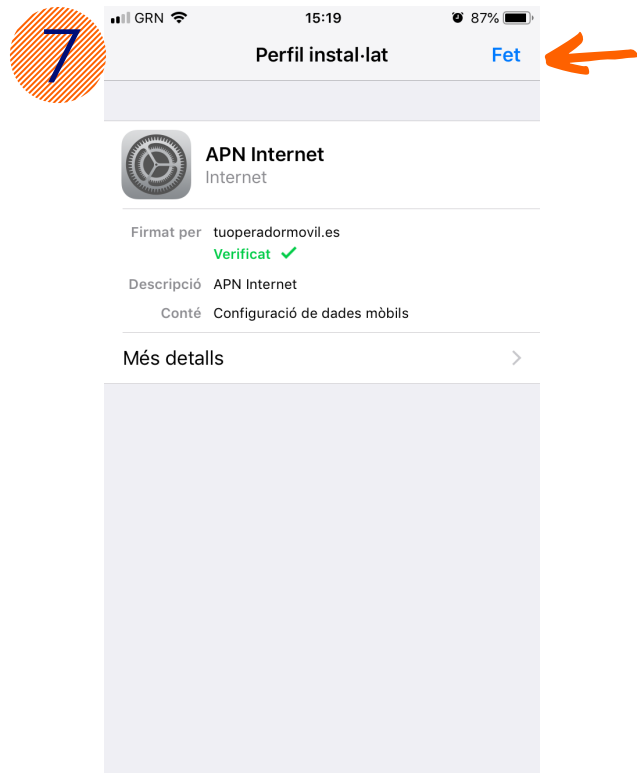 7
GRN 15:19 87%
Perfil instal·lat Fet
APN Internet
Internet
Firmat per tuoperadormovil.es
Verificat
Descripció APN Internet
Conté Configuració de dades mòbils
Més detalls